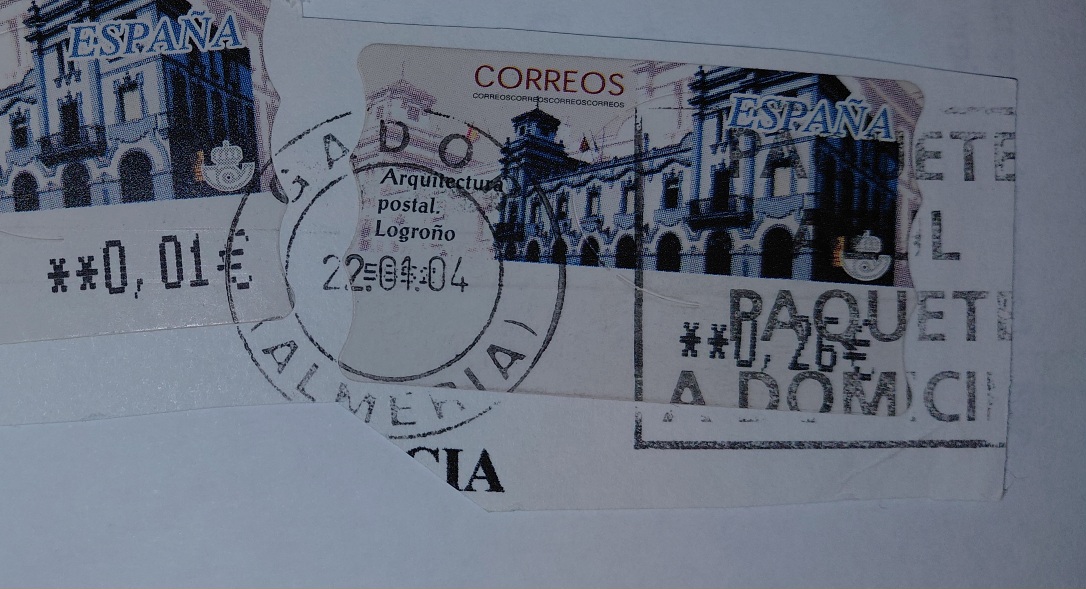 ESPAÑA
**0,01€
CORREOS
CORREOSCORREOSCORREOSCORREOS
ESPAÑA
Arquitectura
postal.
Logroño
**0,26€
GADOR
22.01.04
(ALMERIA)
PAQUETE
AZUL
PAQUETE
A DOMICI
CIA